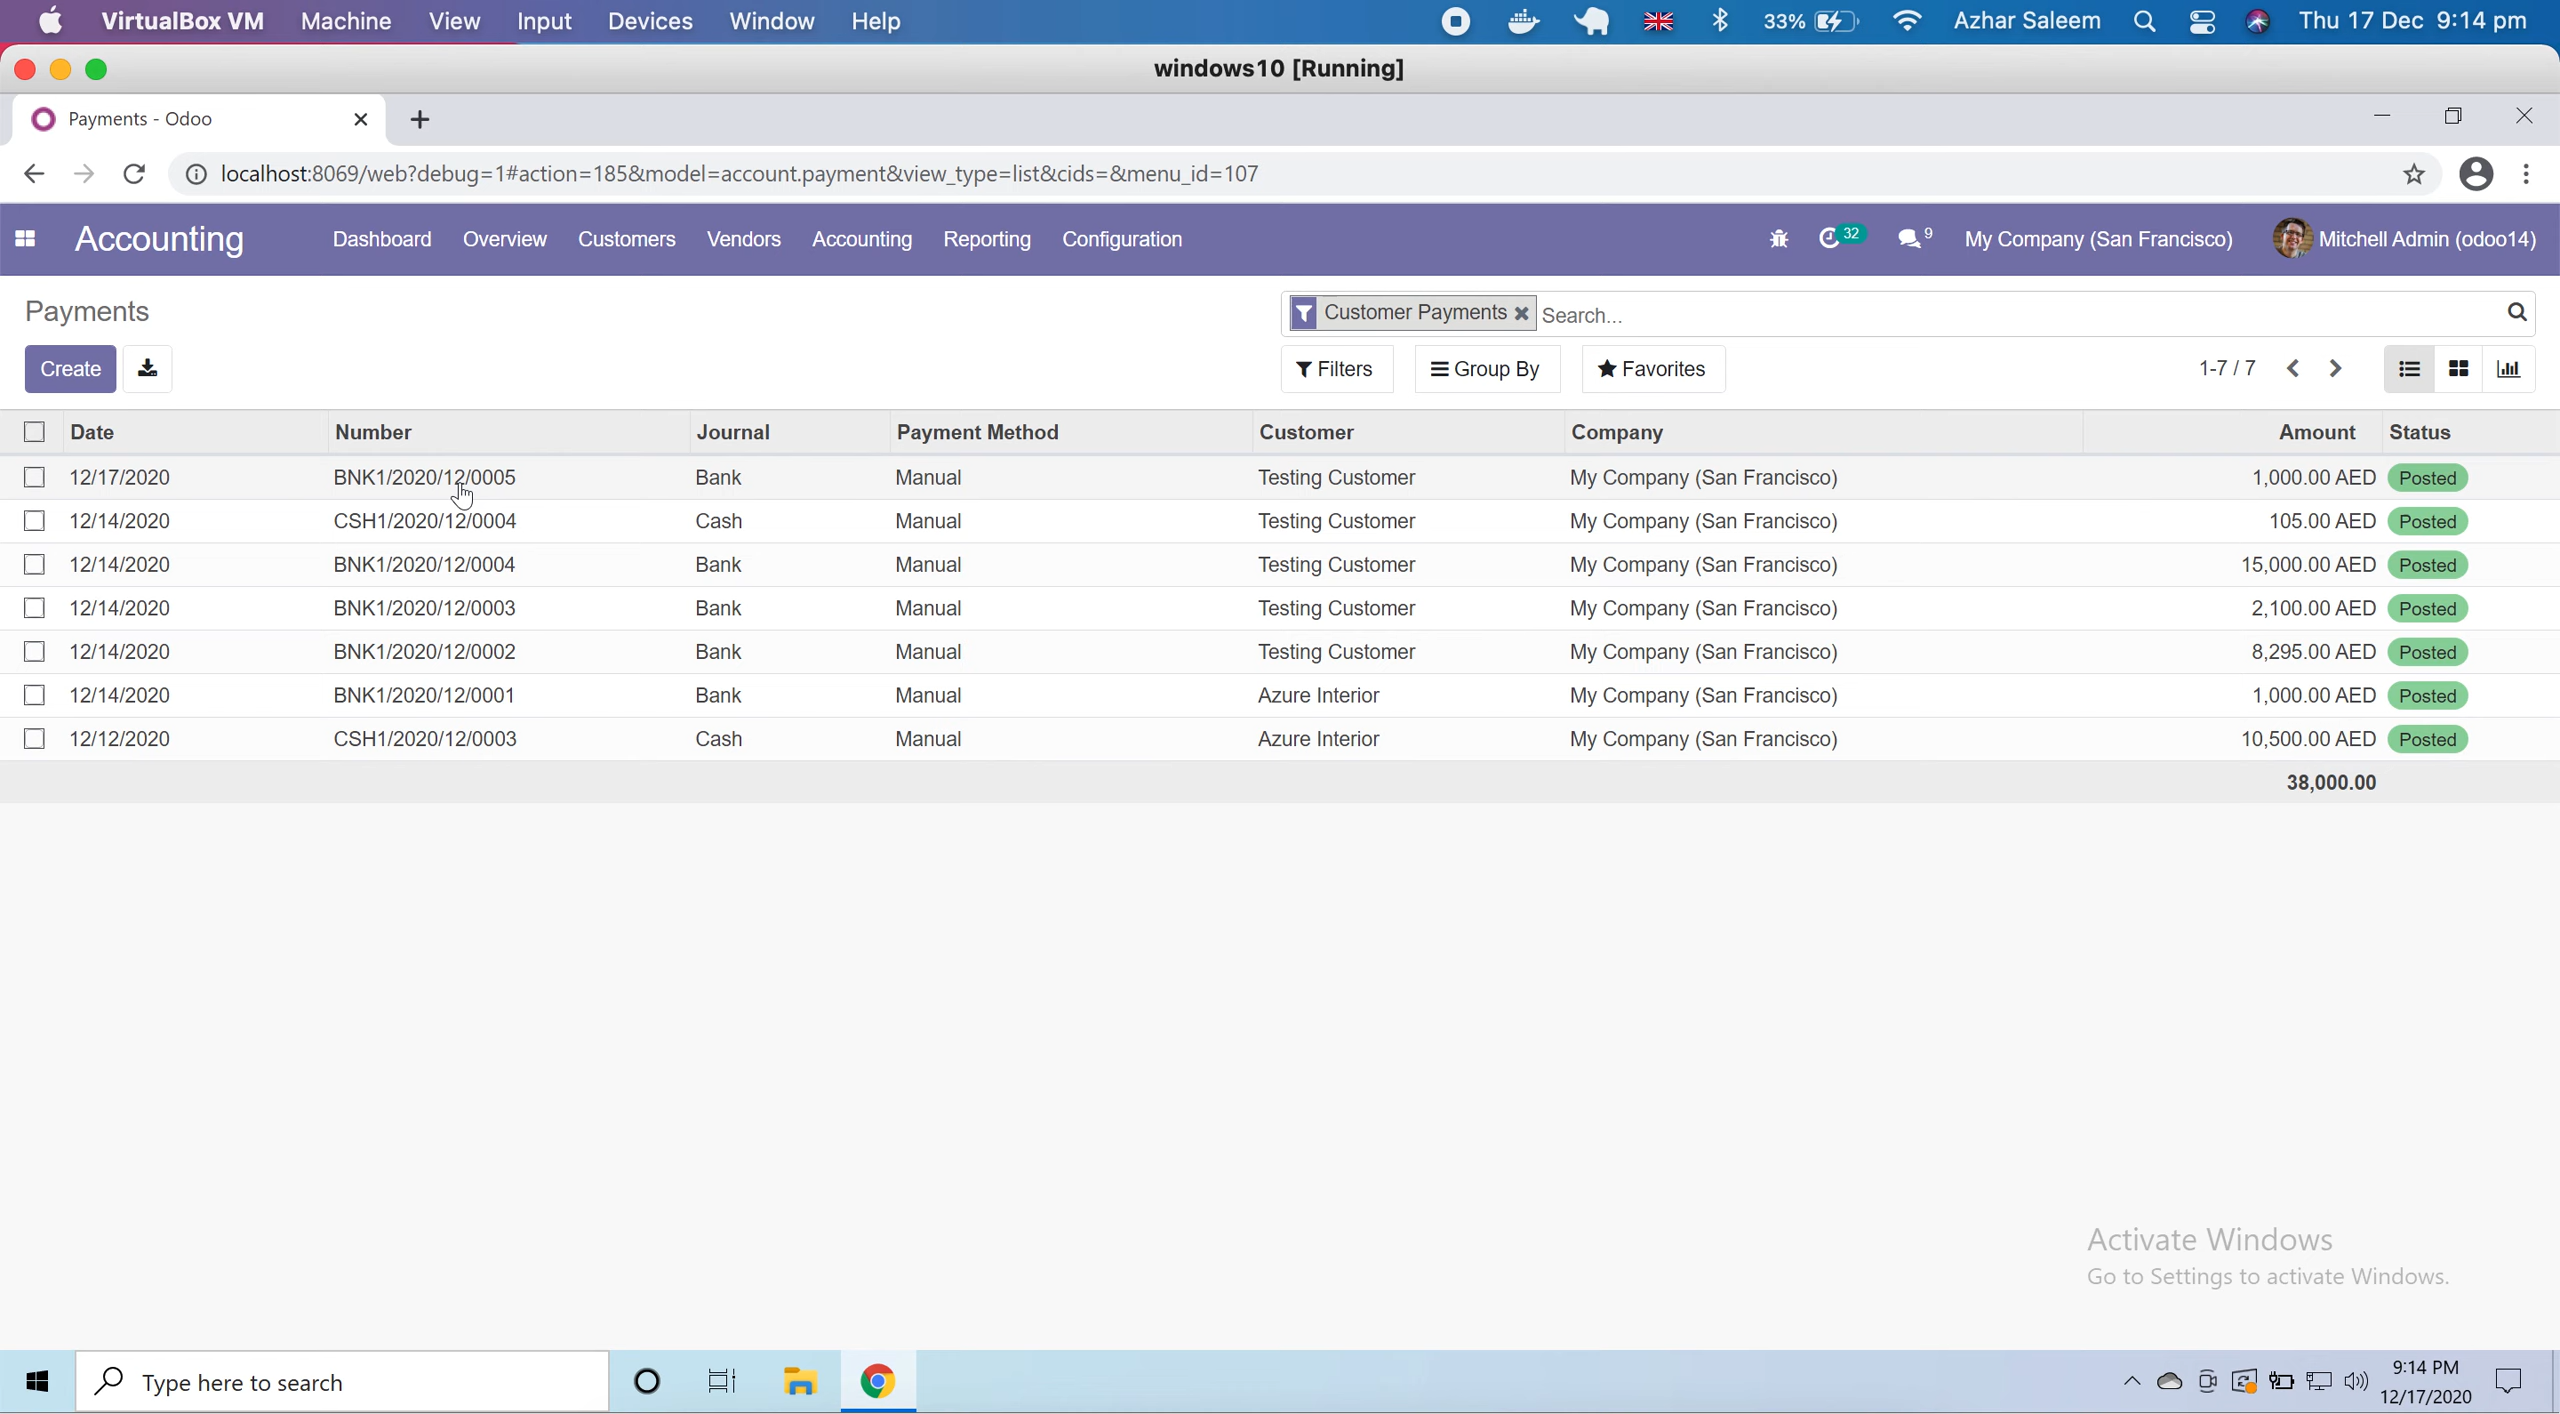 VirtualBox VM Machine View Input Devices Window Help 33% Azhar Saleem Thu 17 Dec 9:14 pm
windows10 [Running]
Payments - Odoo
localhost:8069/web?debug=1#action=185&model=account.payment&view_type=list&cids=&menu_id=107
Accounting Dashboard Overview Customers Vendors Accounting Reporting Configuration 32 9 My Company (San Francisco) Mitchell Admin (odoo14)
Payments Customer Payments Search...
Create Filters Group By Favorites 1-7 / 7
Date Number Journal Payment Method Customer Company Amount Status
12/17/2020 BNK1/2020/12/0005 Bank Manual Testing Customer My Company (San Francisco) 1,000.00 AED Posted
12/14/2020 CSH1/2020/12/0004 Cash Manual Testing Customer My Company (San Francisco) 105.00 AED Posted
12/14/2020 BNK1/2020/12/0004 Bank Manual Testing Customer My Company (San Francisco) 15,000.00 AED Posted
12/14/2020 BNK1/2020/12/0003 Bank Manual Testing Customer My Company (San Francisco) 2,100.00 AED Posted
12/14/2020 BNK1/2020/12/0002 Bank Manual Testing Customer My Company (San Francisco) 8,295.00 AED Posted
12/14/2020 BNK1/2020/12/0001 Bank Manual Azure Interior My Company (San Francisco) 1,000.00 AED Posted
12/12/2020 CSH1/2020/12/0003 Cash Manual Azure Interior My Company (San Francisco) 10,500.00 AED Posted
38,000.00
Activate Windows
Go to Settings to activate Windows.
Type here to search 9:14 PM
12/17/2020